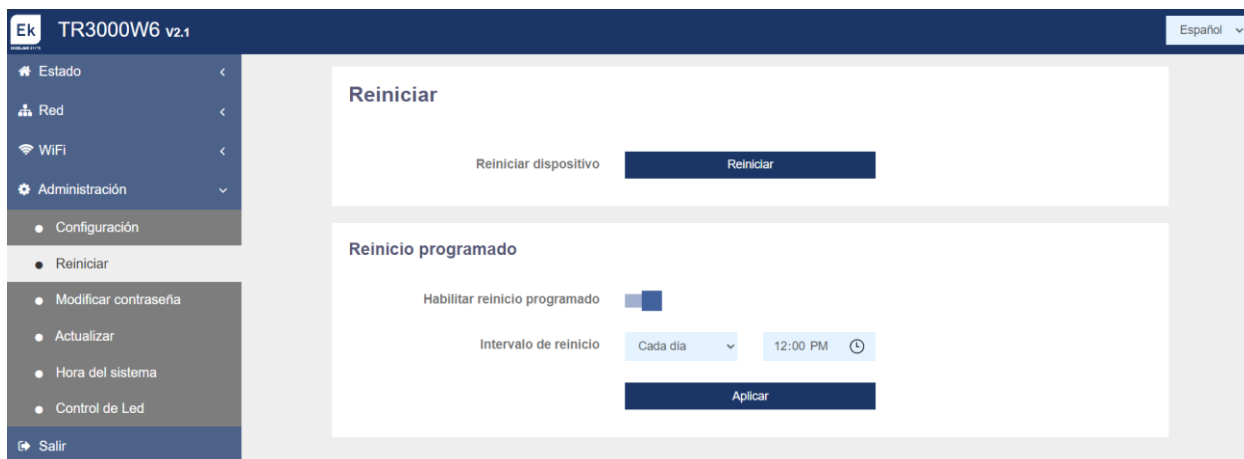 Ek TR3000W6 V2.1
Español
Estado
Red
WiFi
Administración
Configuración
Reiniciar
Modificar contraseña
Actualizar
Hora del sistema
Control de Led
Salir
Reiniciar
Reiniciar dispositivo Reiniciar
Reinicio programado
Habilitar reinicio programado
Intervalo de reinicio Cada día 12:00 PM
Aplicar